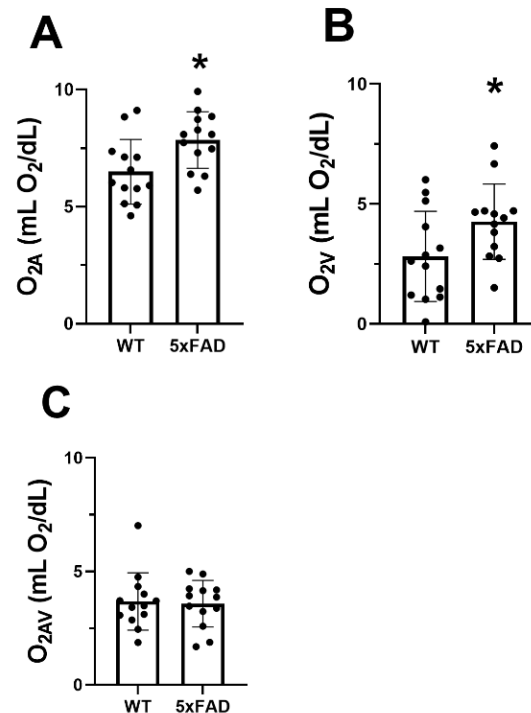 A
*
O₂A (mL O₂/dL)
10
5
0
WT 5xFAD
B
*
O₂V (mL O₂/dL)
10
5
0
WT 5xFAD
C
O₂AV (mL O₂/dL)
10
5
0
WT 5xFAD